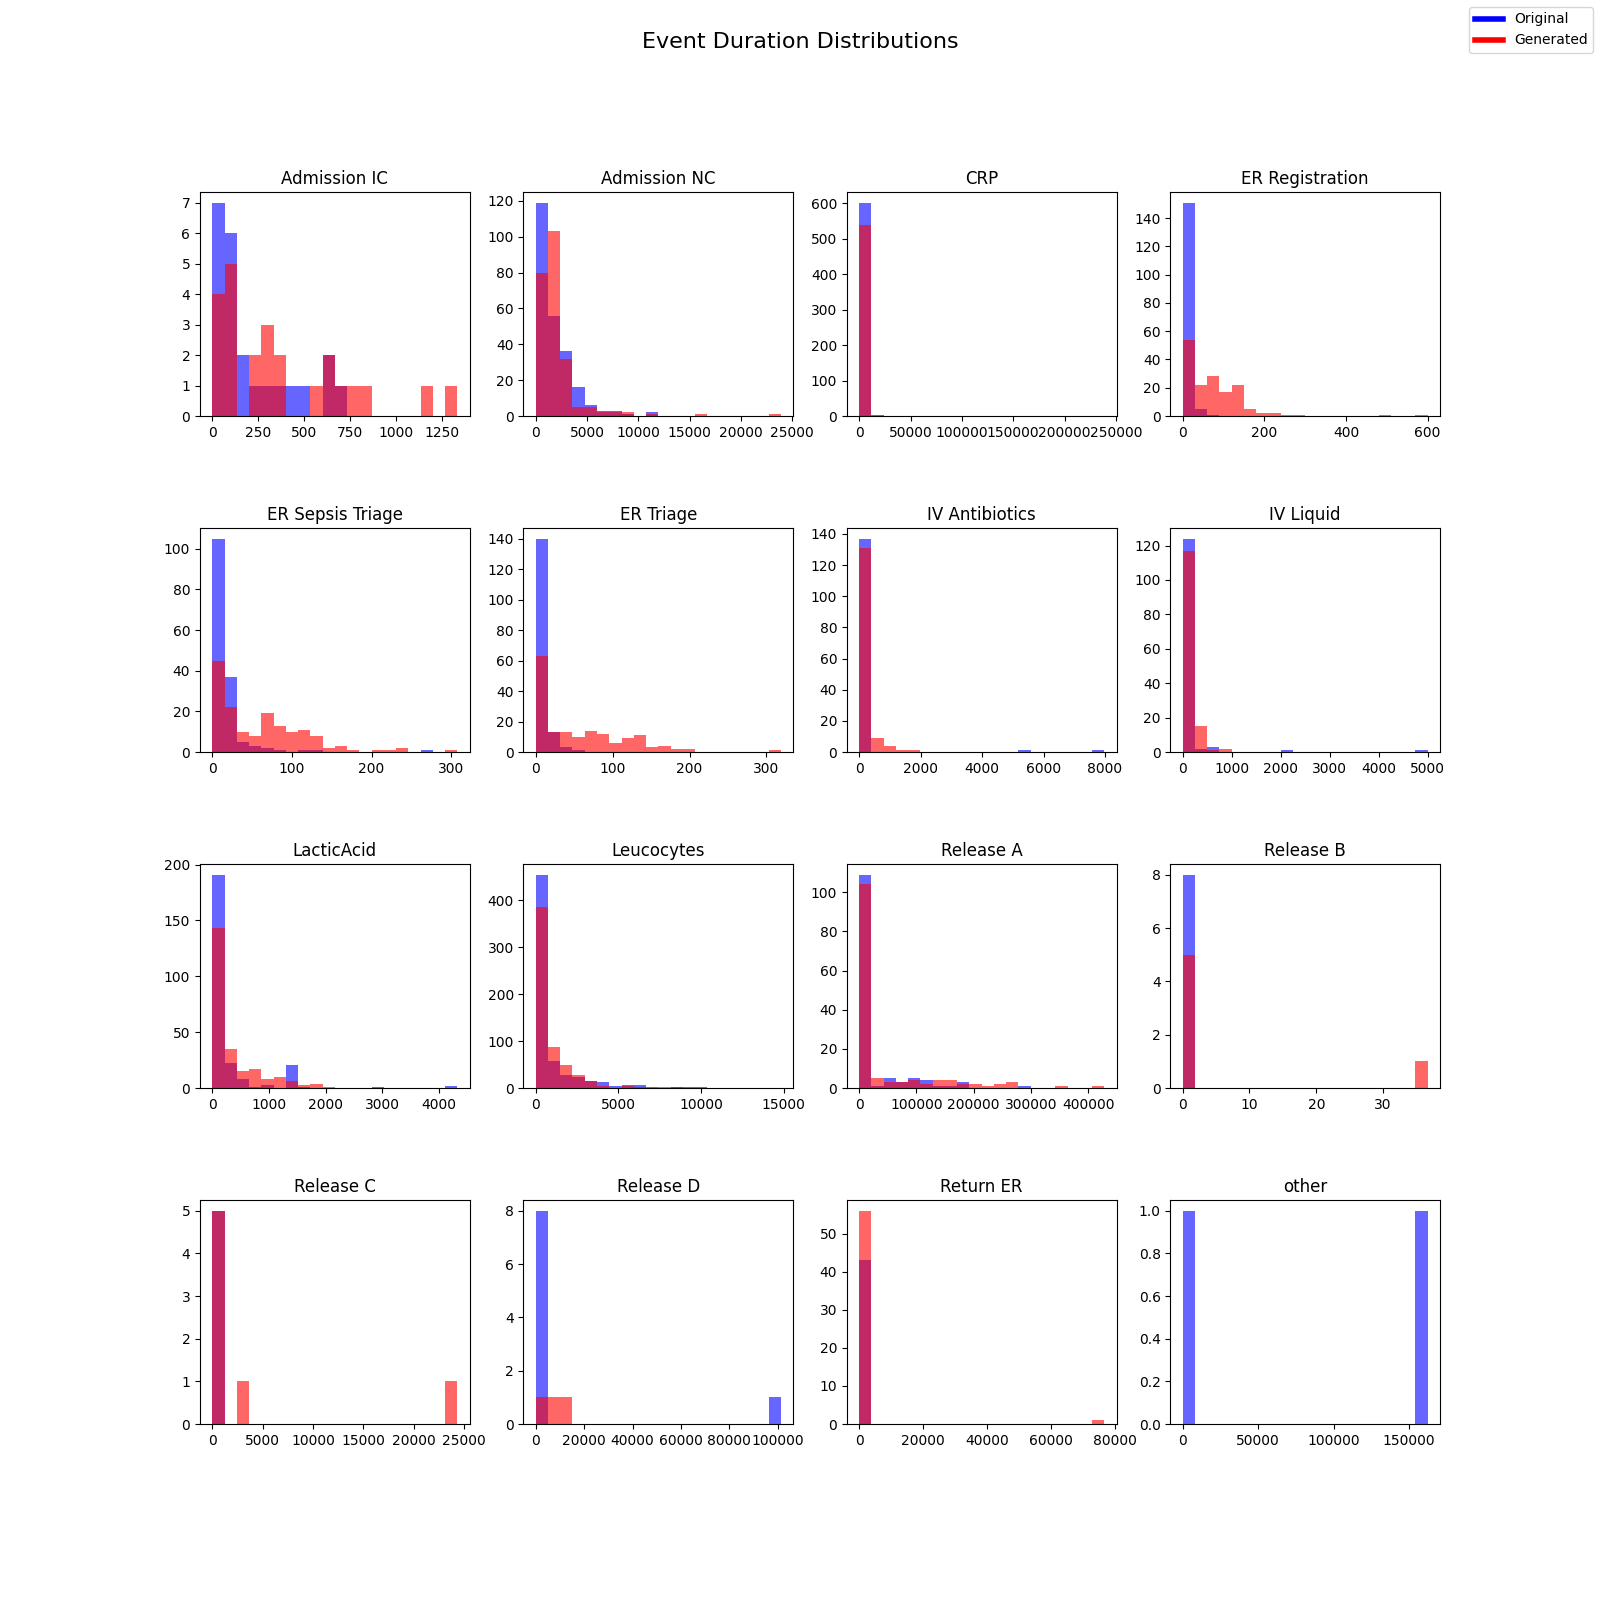 Original
Generated
Event Duration Distributions
Admission IC
Admission NC
CRP
ER Registration
7
6
5
4
3
2
1
0
0 250 500 750 1000 1250
120
100
80
60
40
20
0
0 5000 10000 15000 20000 25000
600
500
400
300
200
100
0
0 50000 100000 150000 200000 250000
140
120
100
80
60
40
20
0
0 200 400 600
ER Sepsis Triage
ER Triage
IV Antibiotics
IV Liquid
100
80
60
40
20
0
0 100 200 300
140
120
100
80
60
40
20
0
0 100 200 300
140
120
100
80
60
40
20
0
0 2000 4000 6000 8000
120
100
80
60
40
20
0
0 1000 2000 3000 4000 5000
LacticAcid
Leucocytes
Release A
Release B
200
150
100
50
0
0 1000 2000 3000 4000
400
300
200
100
0
0 5000 10000 15000
100
80
60
40
20
0
0 100000 200000 300000 400000
8
6
4
2
0
0 10 20 30
Release C
Release D
Return ER
other
5
4
3
2
1
0
0 5000 10000 15000 20000 25000
8
6
4
2
0
0 20000 40000 60000 80000 100000
50
40
30
20
10
0
0 20000 40000 60000 80000
1.0
0.8
0.6
0.4
0.2
0.0
0 50000 100000 150000